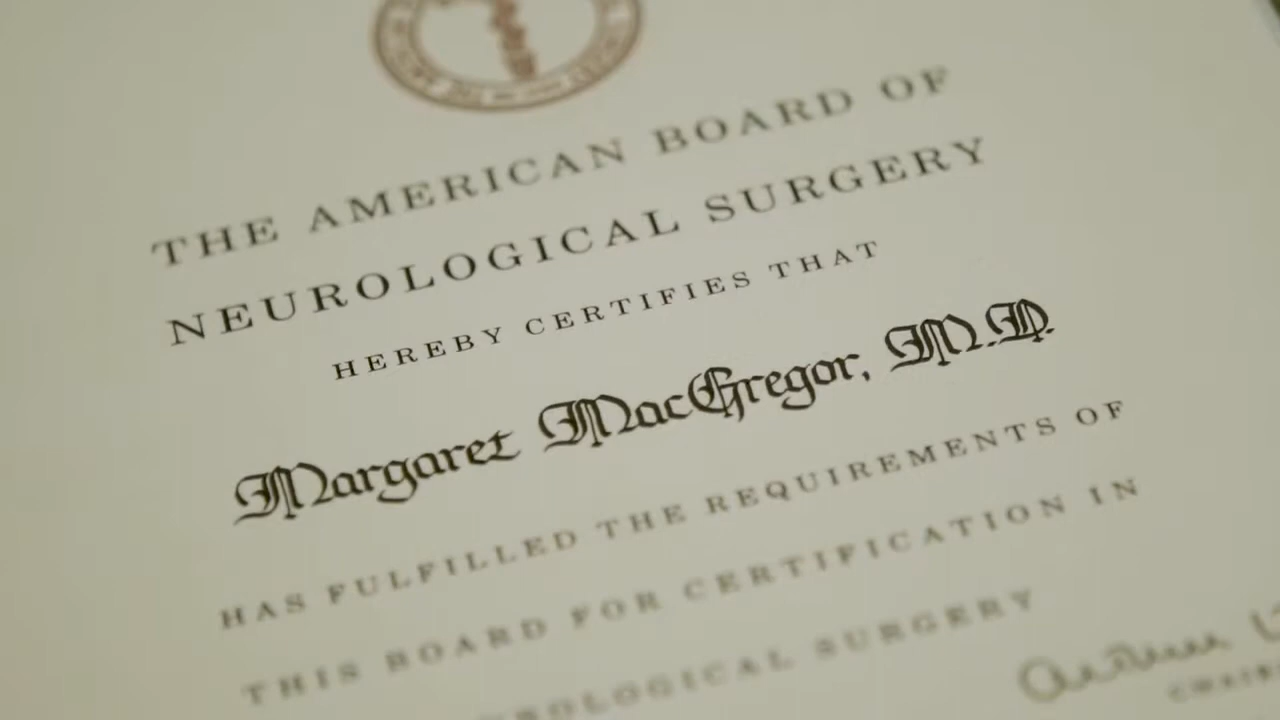 THE AMERICAN BOARD OF
NEUROLOGICAL SURGERY
HEREBY CERTIFIES THAT
Margaret MacGregor, M.D.
HAS FULFILLED THE REQUIREMENTS OF
THIS BOARD FOR CERTIFICATION IN
SURGERY